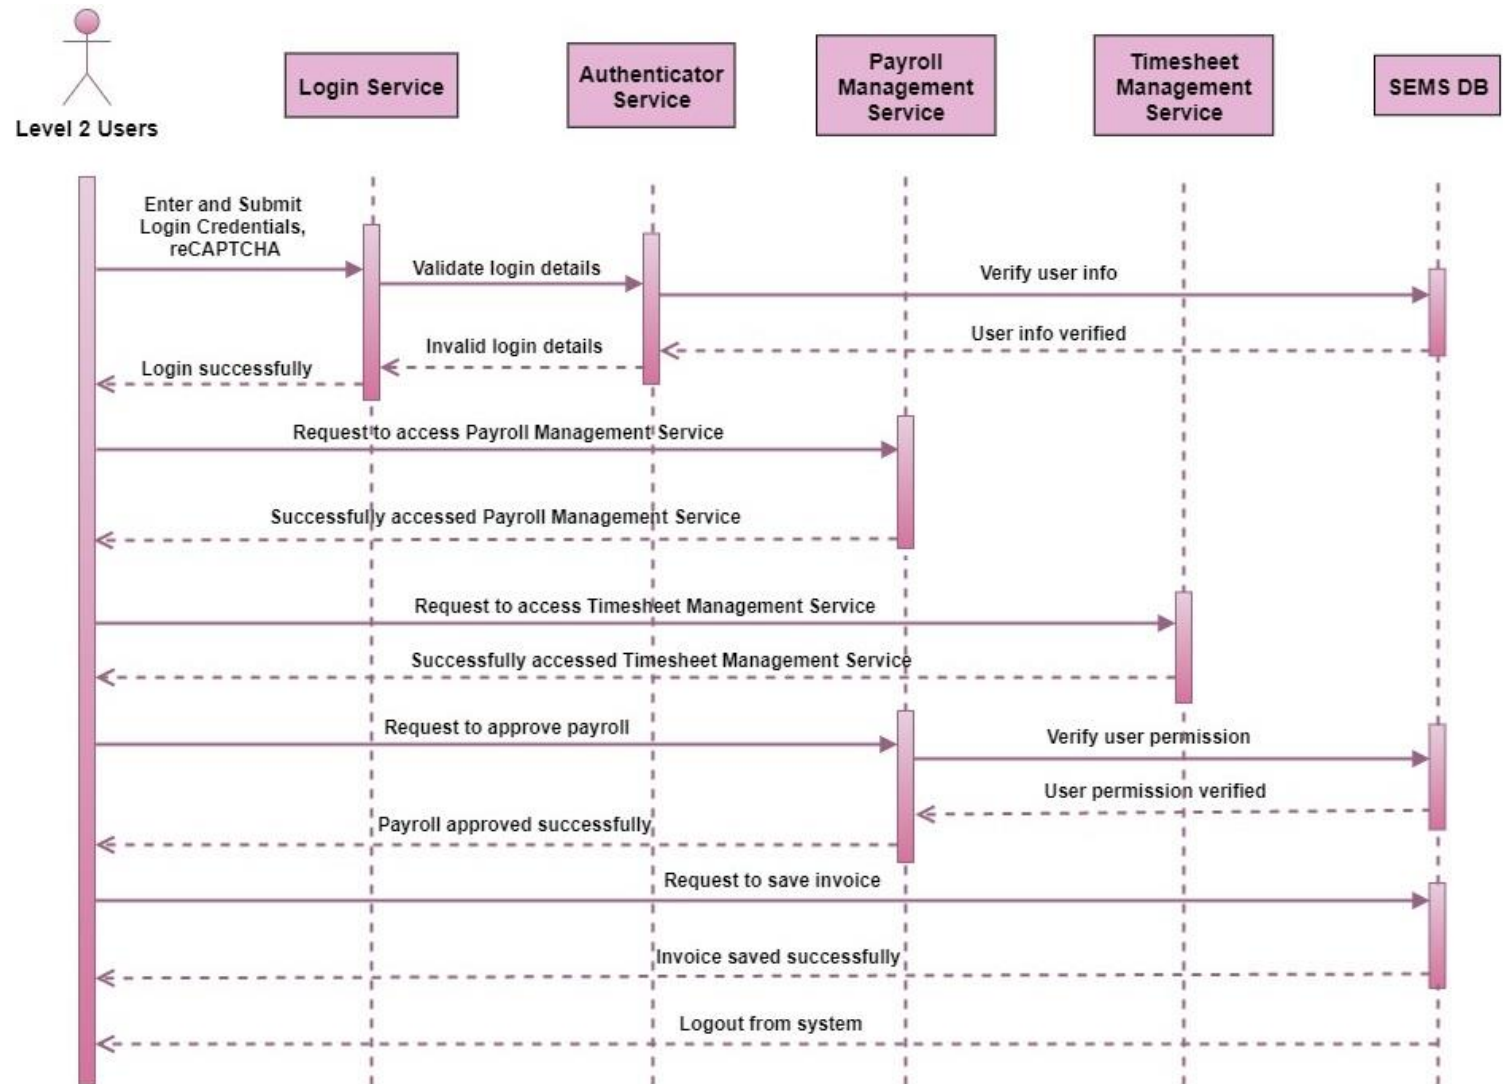 Level 2 Users
Login Service
Authenticator
Service
Payroll
Management
Service
Timesheet
Management
Service
SEMS DB
Enter and Submit
Login Credentials,
reCAPTCHA
Validate login details
Verify user info
User info verified
Invalid login details
Login successfully
Request to access Payroll Management Service
Successfully accessed Payroll Management Service
Request to access Timesheet Management Service
Successfully accessed Timesheet Management Service
Request to approve payroll
Verify user permission
User permission verified
Payroll approved successfully
Request to save invoice
Invoice saved successfully
Logout from system